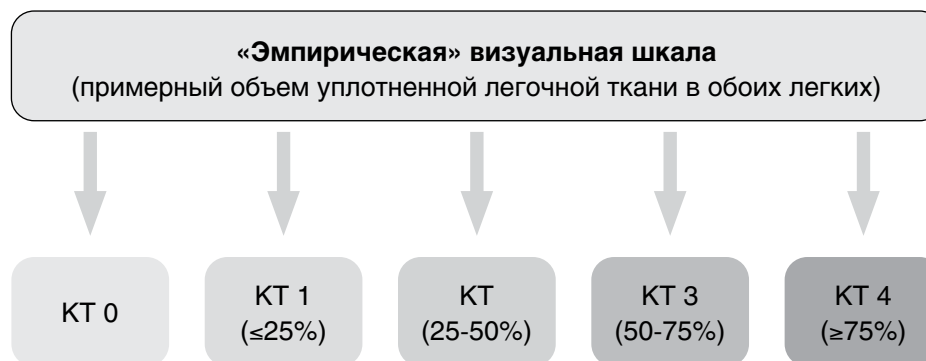 «Эмпирическая» визуальная шкала
(примерный объем уплотненной легочной ткани в обоих легких)
КТ 0
КТ 1
(≤25%)
КТ
(25-50%)
КТ 3
(50-75%)
КТ 4
(≥75%)